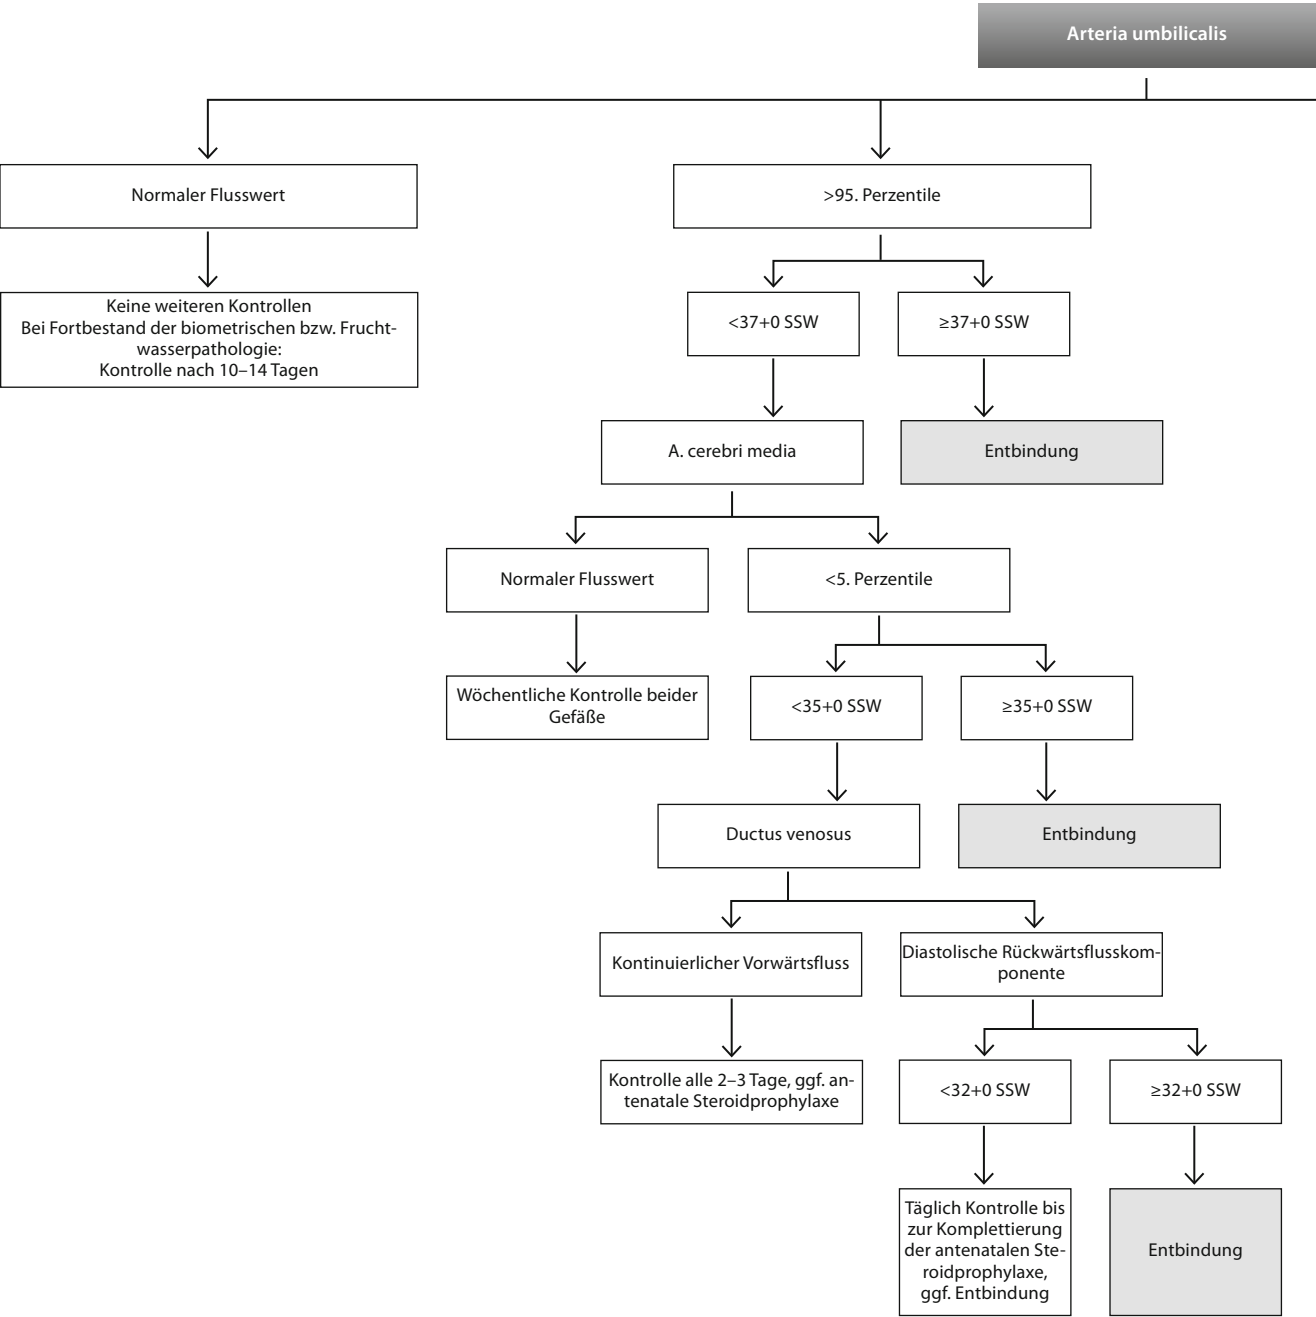 Arteria umbilicalis
Normaler Flusswert
>95. Perzentile
Keine weiteren Kontrollen
Bei Fortbestand der biometrischen bzw. Frucht-
wasserpathologie:
Kontrolle nach 10–14 Tagen
<37+0 SSW
≥37+0 SSW
A. cerebri media
Entbindung
Normaler Flusswert
<5. Perzentile
Wöchentliche Kontrolle beider
Gefäße
<35+0 SSW
≥35+0 SSW
Ductus venosus
Entbindung
Kontinuierlicher Vorwärtsfluss
Diastolische Rückwärtsflusskom-
ponente
Kontrolle alle 2–3 Tage, ggf. an-
tenatale Steroidprophylaxe
<32+0 SSW
≥32+0 SSW
Täglich Kontrolle bis
zur Komplettierung
der antenatalen Ste-
roidprophylaxe,
ggf. Entbindung
Entbindung